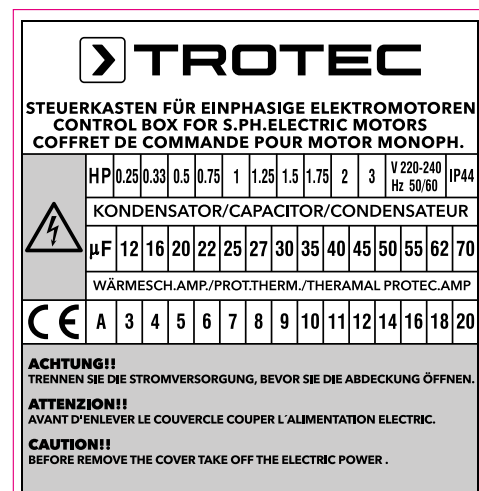 TROTEC
STEUERKASTEN FÜR EINPHASIGE ELEKTROMOTOREN
CONTROL BOX FOR S.PH.ELECTRIC MOTORS
COFFRET DE COMMANDE POUR MOTOR MONOPH.
HP 0.25 0.33 0.5 0.75 1 1.25 1.5 1.75 2 3 V 220-240 IP44
Hz 50/60
KONDENSATOR/CAPACITOR/CONDENSATEUR
µF 12 16 20 22 25 27 30 35 40 45 50 55 62 70
WÄRMESCH.AMP./PROT.THERM./THERAMAL PROTEC.AMP
CE A 3 4 5 6 7 8 9 10 11 12 14 16 18 20
ACHTUNG!!
TRENNEN SIE DIE STROMVERSORGUNG, BEVOR SIE DIE ABDECKUNG ÖFFNEN.
ATTENZION!!
AVANT D'ENLEVER LE COUVERCLE COUPER L´ALIMENTATION ELECTRIC.
CAUTION!!
BEFORE REMOVE THE COVER TAKE OFF THE ELECTRIC POWER .